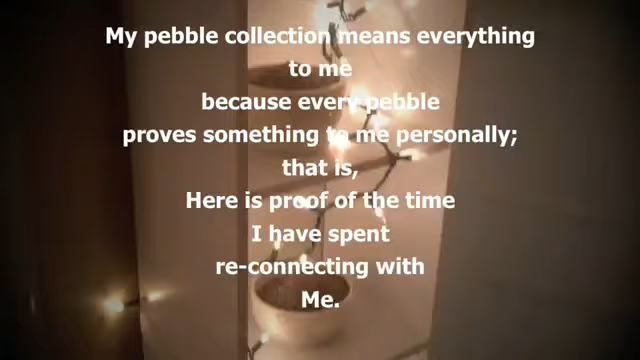 My pebble collection means everything
to me
because every pebble
proves something to me personally;
that is,
Here is proof of the time
I have spent
re-connecting with
Me.